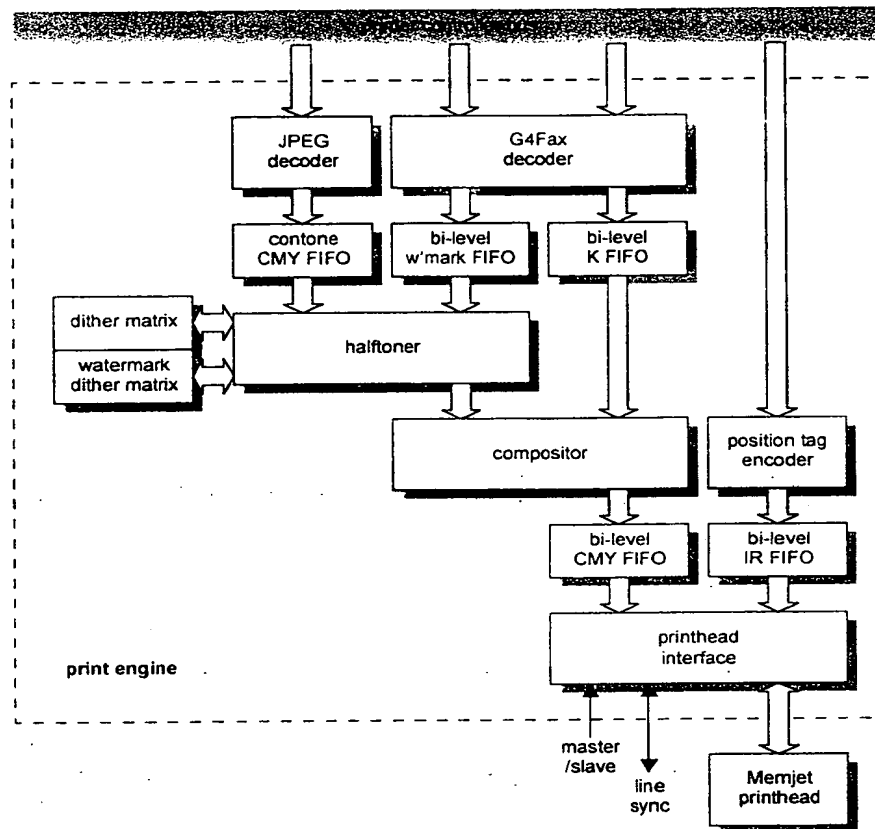 JPEG
decoder
G4Fax
decoder
contone
CMY FIFO
bi-level
w'mark FIFO
bi-level
K FIFO
dither matrix
watermark
dither matrix
halftoner
compositor
position tag
encoder
bi-level
CMY FIFO
bi-level
IR FIFO
printhead
interface
print engine
master
/slave
line
sync
Memjet
printhead